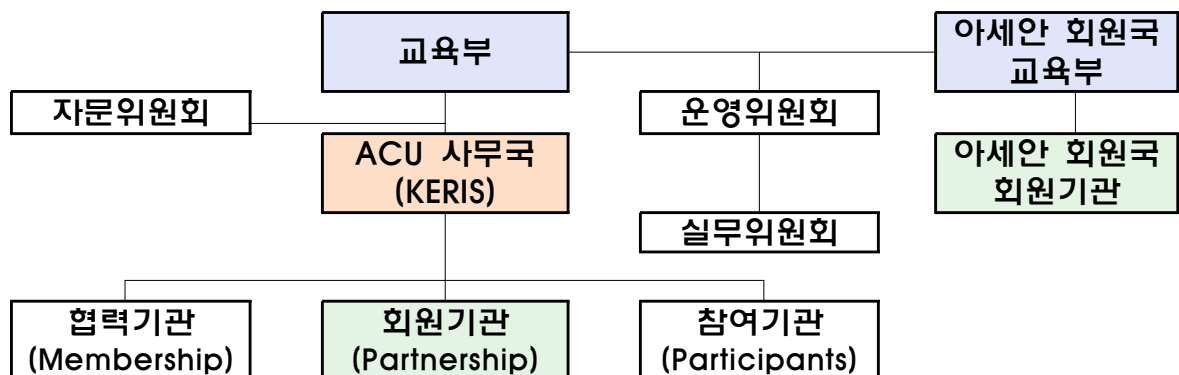 교육부
아세안 회원국
교육부
자문위원회
운영위원회
ACU 사무국
(KERIS)
아세안 회원국
회원기관
실무위원회
협력기관
(Membership)
회원기관
(Partnership)
참여기관
(Participants)